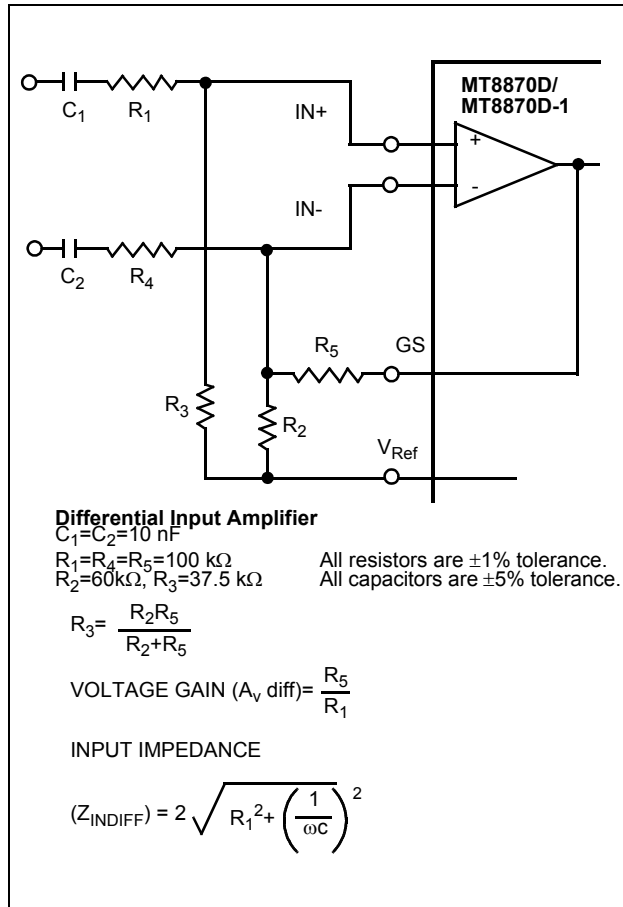 MT8870D/
MT8870D-1
C1
R1
IN+
+
-
IN-
C2
R4
R5
GS
R3
R2
VRef
Differential Input Amplifier
C1=C2=10 nF
R1=R4=R5=100 kΩ All resistors are ±1% tolerance.
R2=60kΩ, R3=37.5 kΩ All capacitors are ±5% tolerance.
R3= R2R5 / R2+R5
VOLTAGE GAIN (Av diff)= R5 / R1
INPUT IMPEDANCE
(ZINDIFF) = 2 √ R1²+ (1 / ωc)²